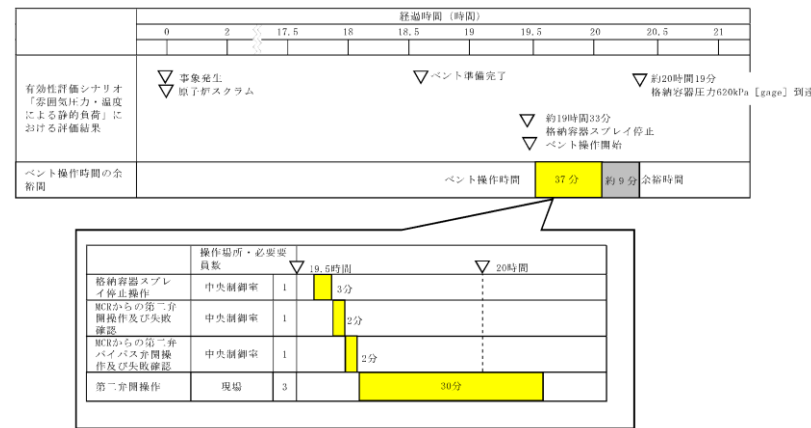 経過時間（時間）
0 2 17.5 18 18.5 19 19.5 20 20.5 21
有効性評価シナリオ
「雰囲気圧力・温度
による静的負荷」に
おける評価結果
事象発生
原子炉スクラム
ベント準備完了
約19時間33分
格納容器スプレイ停止
ベント操作開始
約20時間19分
格納容器圧力620kPa［gage］到達
ベント操作時間の余
裕間
ベント操作時間
37分
約9分
余裕時間
操作場所・必要要
員数
19.5時間
20時間
格納容器スプレ
イ停止操作
中央制御室
1
3分
MCRからの第二弁
開操作及び失敗
確認
中央制御室
1
2分
MCRからの第二弁
バイパス弁開操
作及び失敗確認
中央制御室
1
2分
第二弁開操作
現場
3
30分